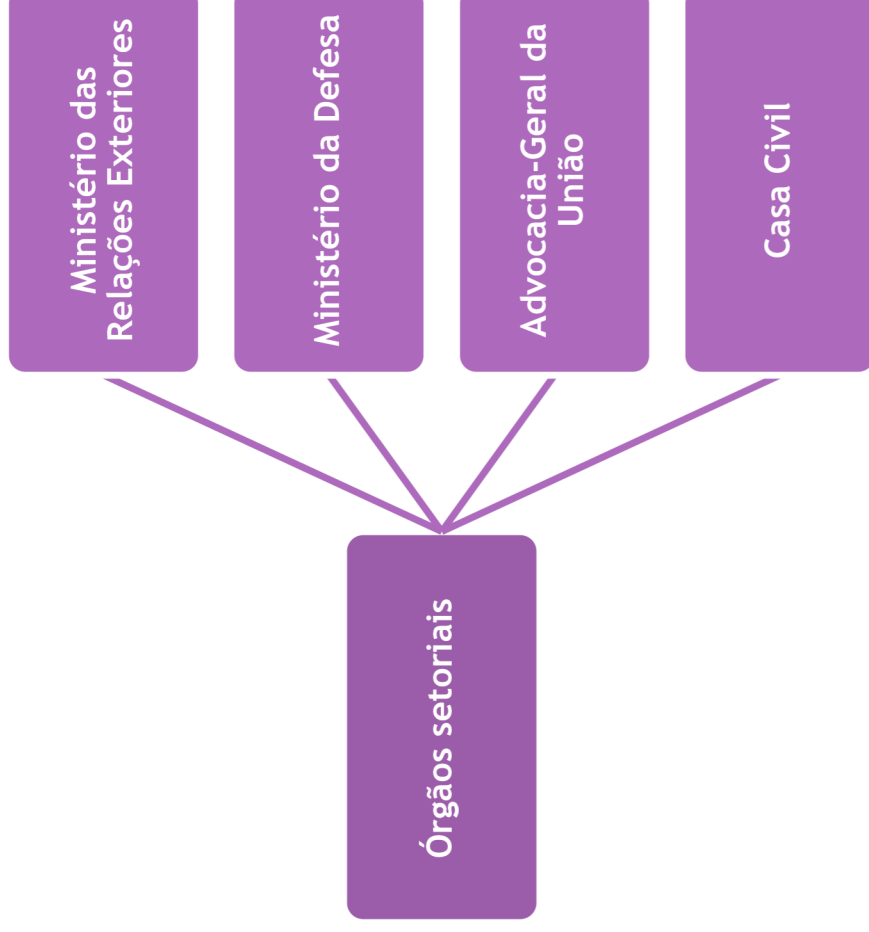 Órgãos setoriais
Ministério das
Relações Exteriores
Ministério da Defesa
Advocacia-Geral da
União
Casa Civil